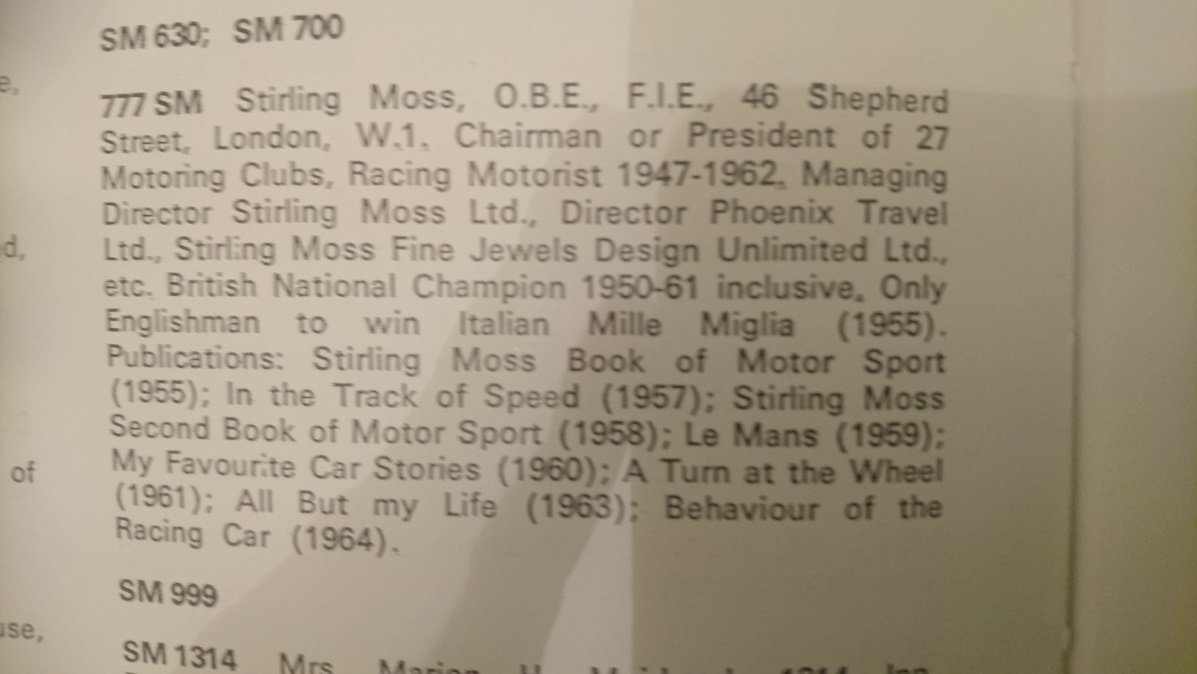 SM 630; SM 700
777 SM Stirling Moss, O.B.E., F.I.E., 46 Shepherd
Street, London, W.1. Chairman or President of 27
Motoring Clubs, Racing Motorist 1947-1962. Managing
Director Stirling Moss Ltd., Director Phoenix Travel
Ltd., Stirling Moss Fine Jewels Design Unlimited Ltd.,
etc. British National Champion 1950-61 inclusive. Only
Englishman to win Italian Mille Miglia (1955).
Publications: Stirling Moss Book of Motor Sport
(1955); In the Track of Speed (1957); Stirling Moss
Second Book of Motor Sport (1958); Le Mans (1959);
of
My Favourite Car Stories (1960); A Turn at the Wheel
(1961); All But my Life (1963); Behaviour of the
Racing Car (1964).
SM 999
SM 1314 Mrs. Marion